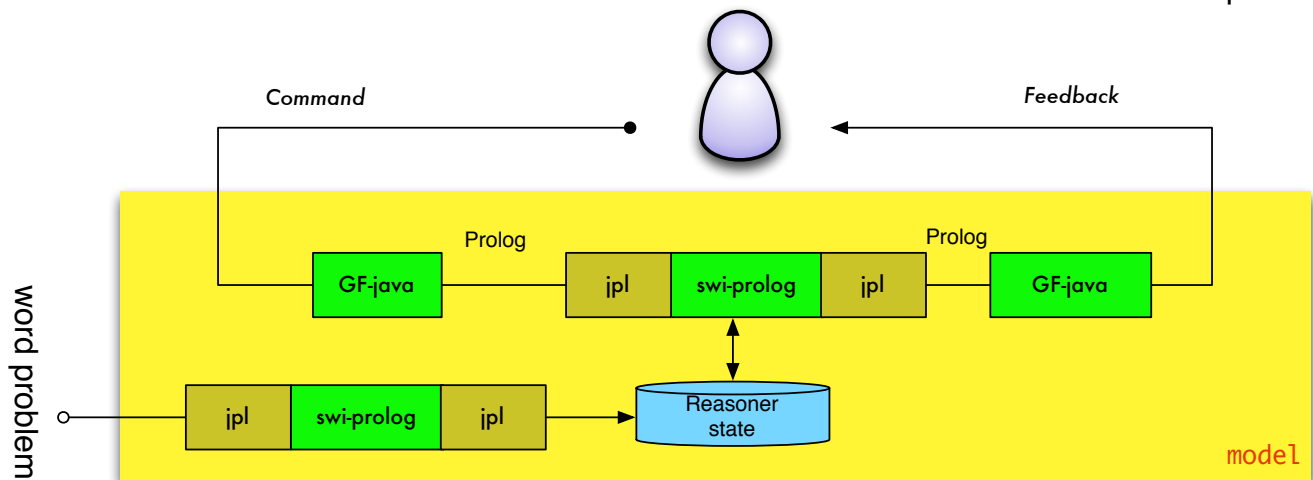 Command
Feedback
Prolog
Prolog
GF-java
jpl
swi-prolog
jpl
GF-java
word problem
jpl
swi-prolog
jpl
Reasoner
state
model